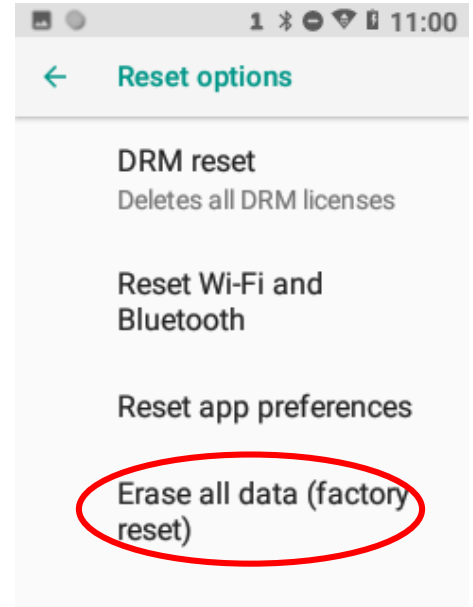 1 11:00
Reset options
DRM reset
Deletes all DRM licenses
Reset Wi-Fi and
Bluetooth
Reset app preferences
Erase all data (factory
reset)